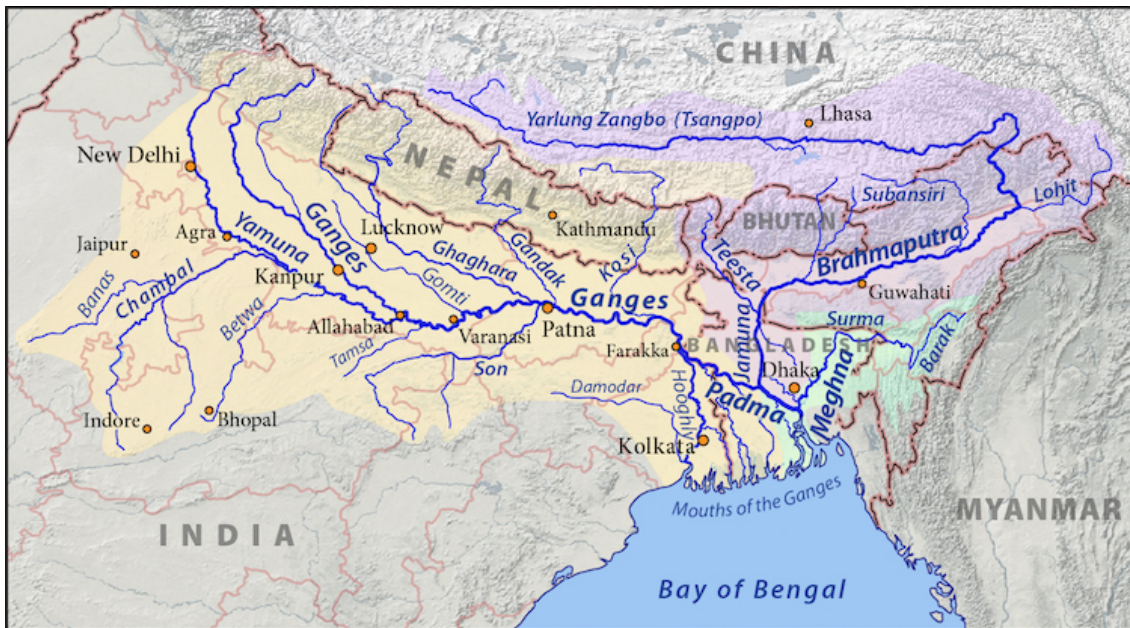 CHINA
Yarlung Zangbo (Tsangpo)
Lhasa
New Delhi
NEPAL
Subansiri
Lohit
BHUTAN
Kathmandu
Yamuna
Ganges
Lucknow
Agra
Jaipur
Ghaghara
Gandak
Kosi
Teesta
Brahmaputra
Kanpur
Chambal
Banas
Gomti
Betwa
Ganges
Guwahati
Allahabad
Varanasi
Patna
Surma
Tamsa
Farakka
BANGLADESH
Jamuna
Barak
Son
Dhaka
Meghna
Damodar
Hooghly
Padma
Indore
Bhopal
Kolkata
Mouths of the Ganges
INDIA
MYANMAR
Bay of Bengal